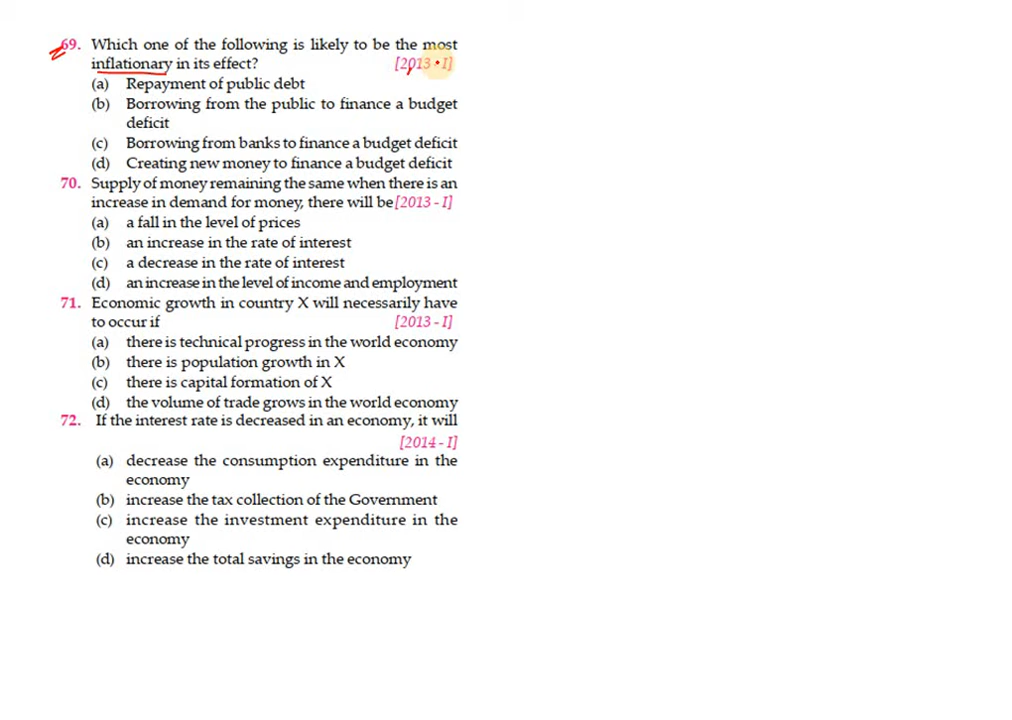 69. Which one of the following is likely to be the most
inflationary in its effect? [2013 - I]
(a) Repayment of public debt
(b) Borrowing from the public to finance a budget
deficit
(c) Borrowing from banks to finance a budget deficit
(d) Creating new money to finance a budget deficit
70. Supply of money remaining the same when there is an
increase in demand for money, there will be [2013 - I]
(a) a fall in the level of prices
(b) an increase in the rate of interest
(c) a decrease in the rate of interest
(d) an increase in the level of income and employment
71. Economic growth in country X will necessarily have
to occur if [2013 - I]
(a) there is technical progress in the world economy
(b) there is population growth in X
(c) there is capital formation of X
(d) the volume of trade grows in the world economy
72. If the interest rate is decreased in an economy, it will
[2014 - I]
(a) decrease the consumption expenditure in the
economy
(b) increase the tax collection of the Government
(c) increase the investment expenditure in the
economy
(d) increase the total savings in the economy